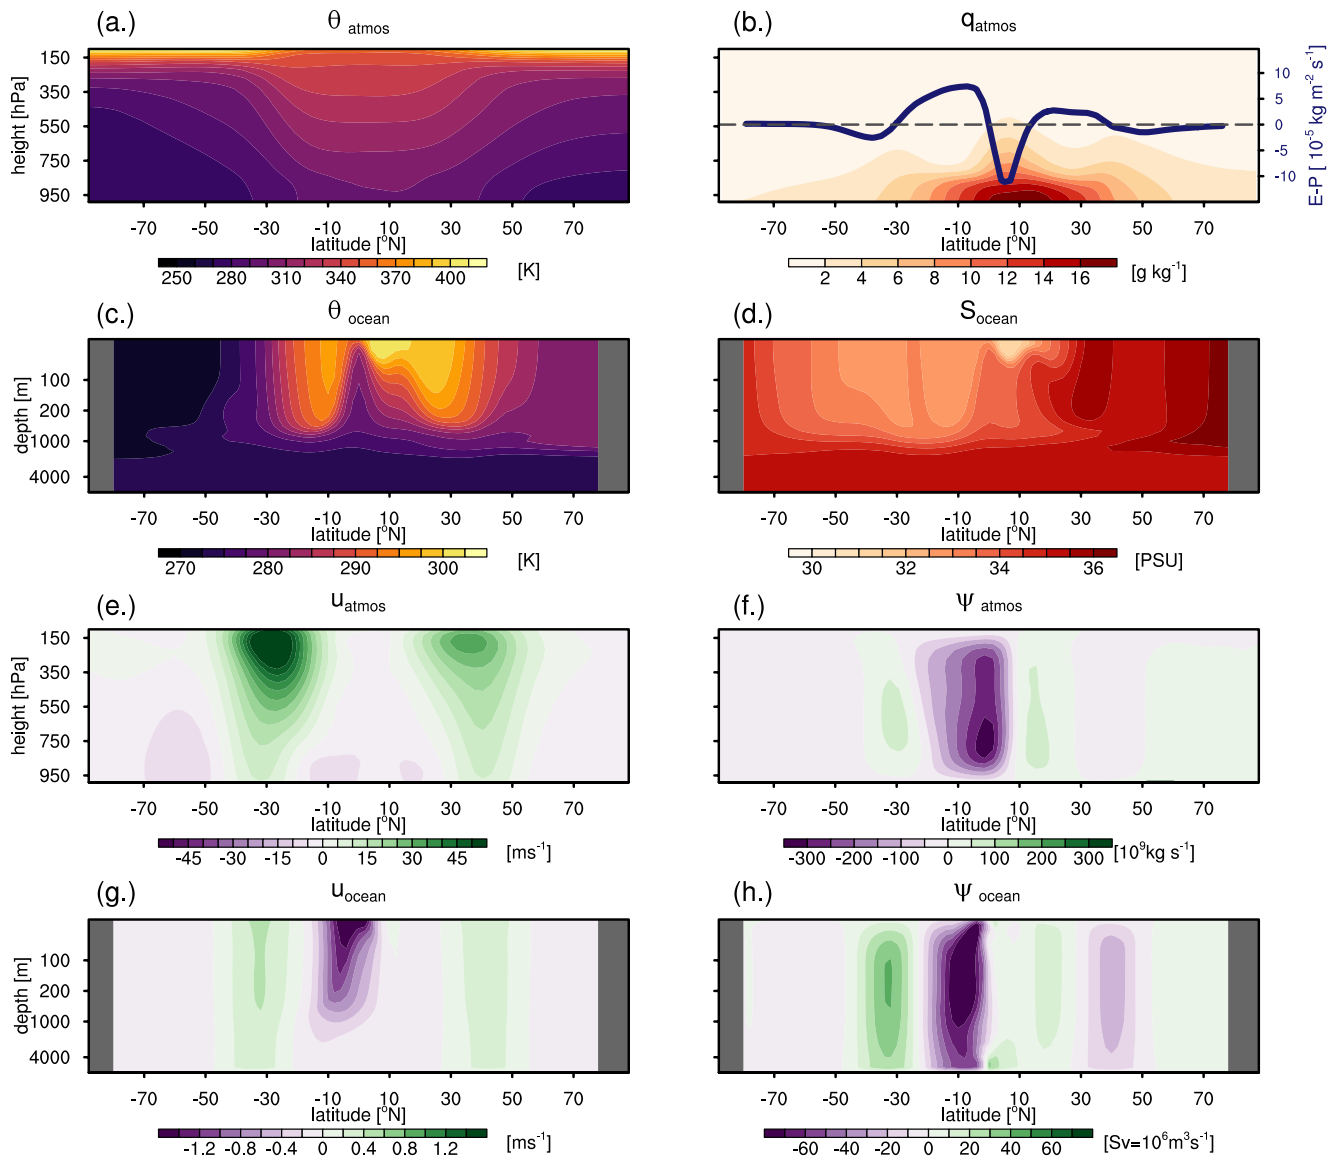 (a.) θ atmos
150
350
550
750
950
height [hPa]
-70 -50 -30 -10 10 30 50 70
latitude [°N]
250 280 310 340 370 400
[K]
(b.) q atmos
10
5
0
-5
-10
E-P [ 10-5 kg m-2 s-1]
-70 -50 -30 -10 10 30 50 70
latitude [°N]
2 4 6 8 10 12 14 16
[g kg-1]
(c.) θ ocean
100
200
1000
4000
depth [m]
-70 -50 -30 -10 10 30 50 70
latitude [°N]
270 280 290 300
[K]
(d.) S ocean
-70 -50 -30 -10 10 30 50 70
latitude [°N]
30 32 34 36
[PSU]
(e.) u atmos
150
350
550
750
950
height [hPa]
-70 -50 -30 -10 10 30 50 70
latitude [°N]
-45 -30 -15 0 15 30 45
[ms-1]
(f.) ψ atmos
-70 -50 -30 -10 10 30 50 70
latitude [°N]
-300 -200 -100 0 100 200 300
[10⁹kg s-1]
(g.) u ocean
100
200
1000
4000
depth [m]
-70 -50 -30 -10 10 30 50 70
latitude [°N]
-1.2 -0.8 -0.4 0 0.4 0.8 1.2
[ms-1]
(h.) ψ ocean
-70 -50 -30 -10 10 30 50 70
latitude [°N]
-60 -40 -20 0 20 40 60
[Sv=10⁶m³s-1]